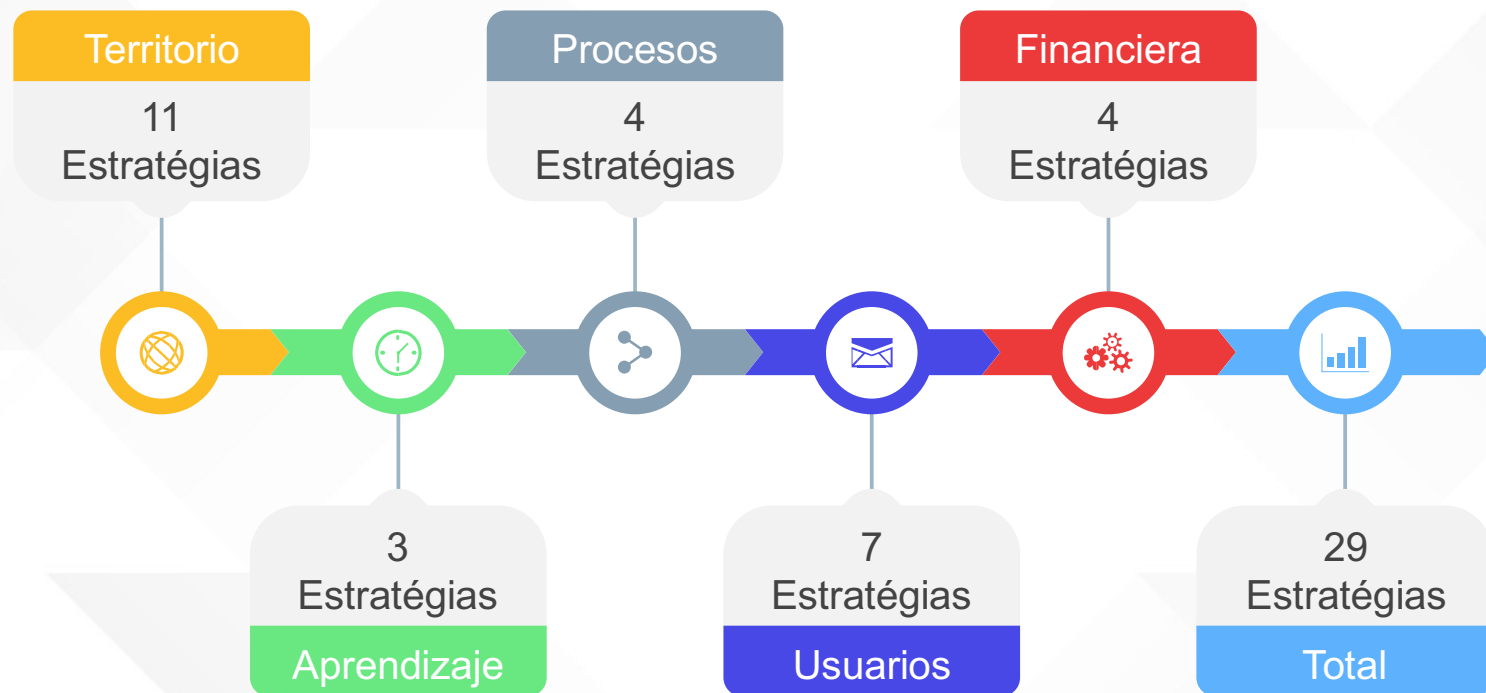 Territorio
11
Estratégias
Procesos
4
Estratégias
Financiera
4
Estratégias
3
Estratégias
Aprendizaje
7
Estratégias
Usuarios
29
Estratégias
Total